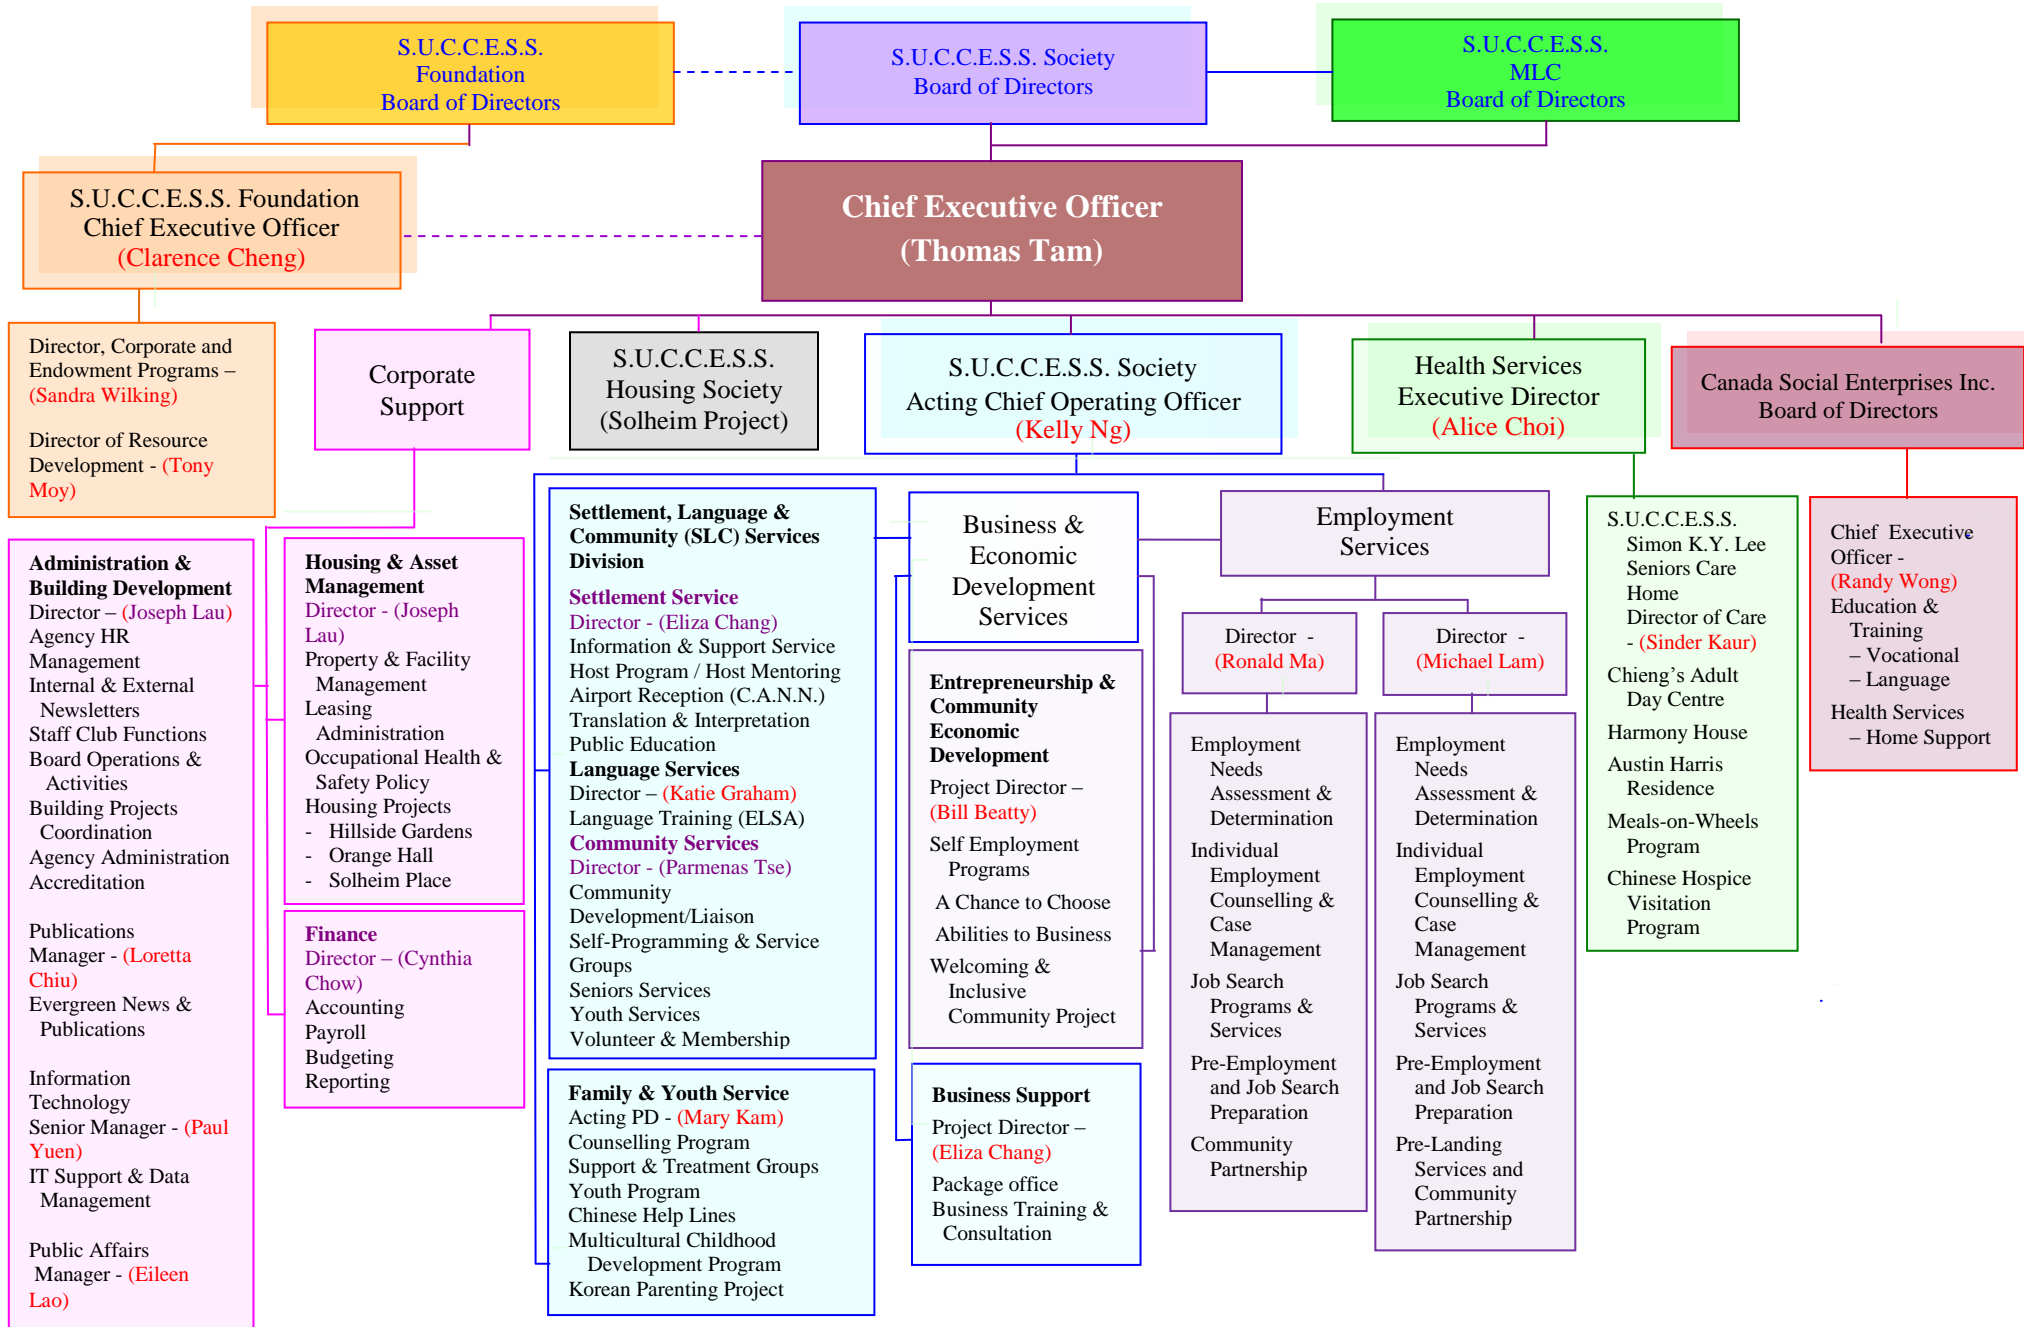 S.U.C.C.E.S.S.
Foundation
Board of Directors
S.U.C.C.E.S.S. Society
Board of Directors
S.U.C.C.E.S.S.
MLC
Board of Directors
S.U.C.C.E.S.S. Foundation
Chief Executive Officer
(Clarence Cheng)
Chief Executive Officer
(Thomas Tam)
Director, Corporate and
Endowment Programs –
(Sandra Wilking)
Director of Resource
Development - (Tony
Moy)
Corporate
Support
S.U.C.C.E.S.S.
Housing Society
(Solheim Project)
S.U.C.C.E.S.S. Society
Acting Chief Operating Officer
(Kelly Ng)
Health Services
Executive Director
(Alice Choi)
Canada Social Enterprises Inc.
Board of Directors
Administration &
Building Development
Director – (Joseph Lau)
Agency HR
Management
Internal & External
Newsletters
Staff Club Functions
Board Operations &
Activities
Building Projects
Coordination
Agency Administration
Accreditation
Publications
Manager - (Loretta
Chiu)
Evergreen News &
Publications
Information
Technology
Senior Manager - (Paul
Yuen)
IT Support & Data
Management
Public Affairs
Manager - (Eileen
Lao)
Housing & Asset
Management
Director - (Joseph
Lau)
Property & Facility
Management
Leasing
Administration
Occupational Health &
Safety Policy
Housing Projects
- Hillside Gardens
- Orange Hall
- Solheim Place
Finance
Director – (Cynthia
Chow)
Accounting
Payroll
Budgeting
Reporting
Settlement, Language &
Community (SLC) Services
Division
Settlement Service
Director - (Eliza Chang)
Information & Support Service
Host Program / Host Mentoring
Airport Reception (C.A.N.N.)
Translation & Interpretation
Public Education
Language Services
Director – (Katie Graham)
Language Training (ELSA)
Community Services
Director - (Parmenas Tse)
Community
Development/Liaison
Self-Programming & Service
Groups
Seniors Services
Youth Services
Volunteer & Membership
Family & Youth Service
Acting PD - (Mary Kam)
Counselling Program
Support & Treatment Groups
Youth Program
Chinese Help Lines
Multicultural Childhood
Development Program
Korean Parenting Project
Business &
Economic
Development
Services
Entrepreneurship &
Community
Economic
Development
Project Director –
(Bill Beatty)
Self Employment
Programs
A Chance to Choose
Abilities to Business
Welcoming &
Inclusive
Community Project
Business Support
Project Director –
(Eliza Chang)
Package office
Business Training &
Consultation
Employment
Services
Director -
(Ronald Ma)
Director -
(Michael Lam)
Employment
Needs
Assessment &
Determination
Individual
Employment
Counselling &
Case
Management
Job Search
Programs &
Services
Pre-Employment
and Job Search
Preparation
Community
Partnership
Employment
Needs
Assessment &
Determination
Individual
Employment
Counselling &
Case
Management
Job Search
Programs &
Services
Pre-Employment
and Job Search
Preparation
Pre-Landing
Services and
Community
Partnership
S.U.C.C.E.S.S.
Simon K.Y. Lee
Seniors Care
Home
Director of Care
- (Sinder Kaur)
Chieng’s Adult
Day Centre
Harmony House
Austin Harris
Residence
Meals-on-Wheels
Program
Chinese Hospice
Visitation
Program
Chief Executive
Officer -
(Randy Wong)
Education &
Training
– Vocational
– Language
Health Services
– Home Support